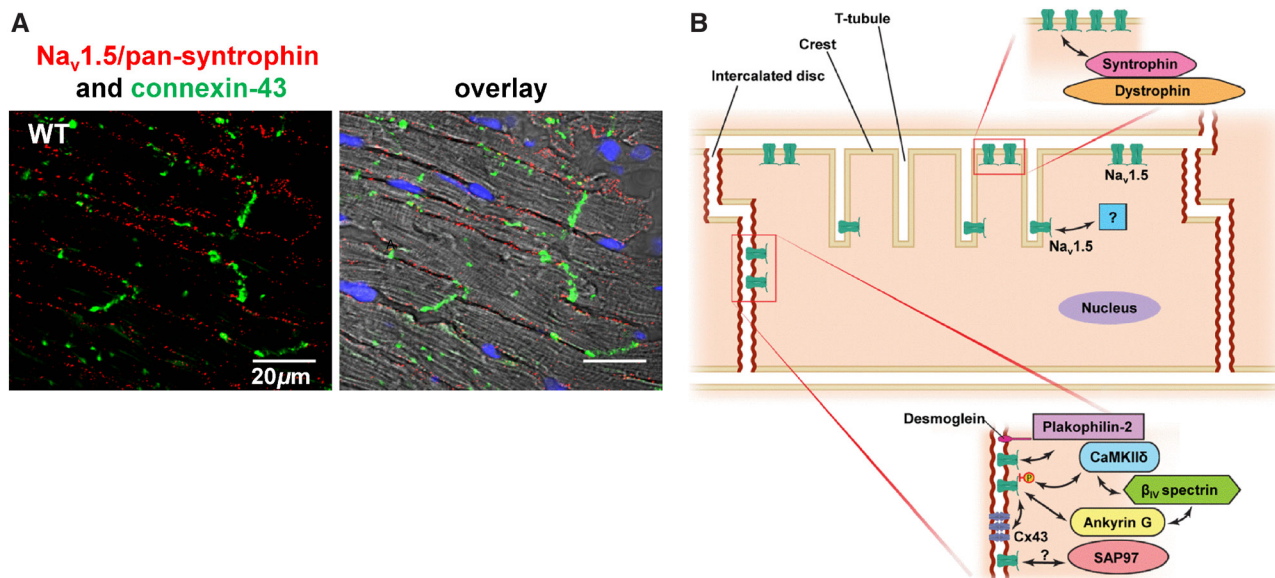 A
Nav1.5/pan-syntrophin
and connexin-43
overlay
WT
20µm
B
T-tubule
Crest
Intercalated disc
Syntrophin
Dystrophin
Nav1.5
?
Nav1.5
Nucleus
Desmoglein
Plakophilin-2
CaMKIIδ
P
βIV spectrin
Ankyrin G
Cx43
?
SAP97